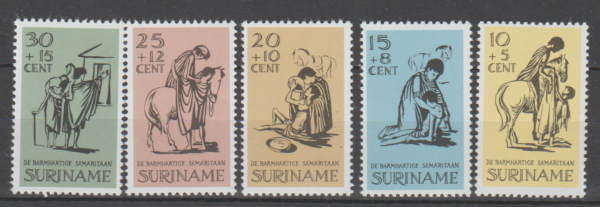 30
+ 15
CENT
DE BARMHARTIGE SAMARITAAN
SURINAME
25
+ 12
CENT
DE BARMHARTIGE SAMARITAAN
SURINAME
20
+ 10
CENT
DE BARMHARTIGE SAMARITAAN
SURINAME
15
+ 8
CENT
DE BARMHARTIGE SAMARITAAN
SURINAME
10
+ 5
CENT
DE BARMHARTIGE SAMARITAAN
SURINAME